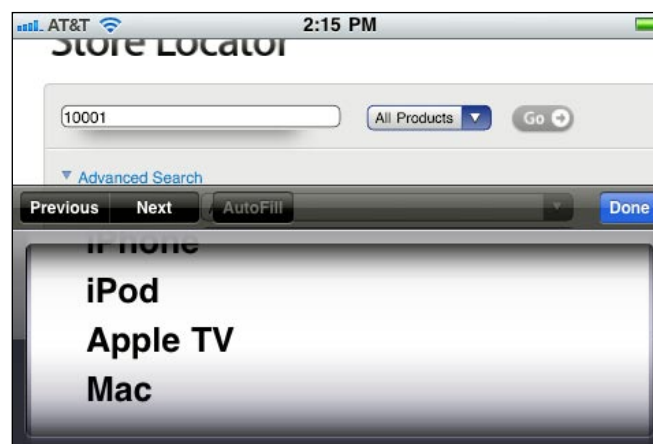 AT&T 2:15 PM
Store Locator
10001 All Products Go
Advanced Search
Previous Next AutoFill Done
iPhone
iPod
Apple TV
Mac